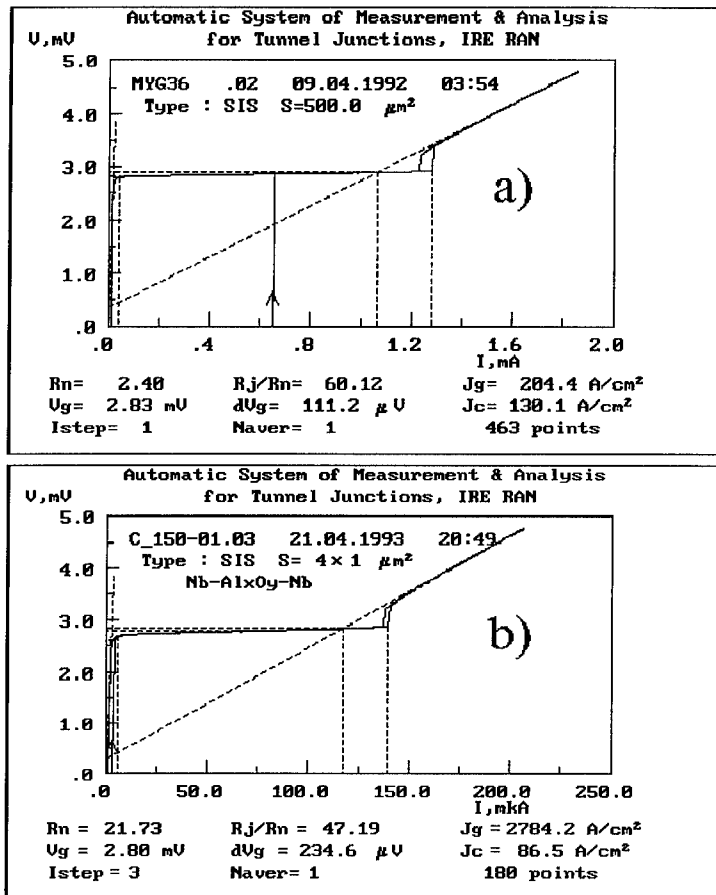 Automatic System of Measurement & Analysis
V,mV for Tunnel Junctions, IRE RAN
5.0
MYG36 .02 09.04.1992 03:54
Type : SIS S=500.0 μm²
4.0
3.0
a)
2.0
1.0
.0
.0 .4 .8 1.2 1.6 2.0
I,mA
Rn= 2.40 Rj/Rn= 60.12 Jg= 204.4 A/cm²
Vg= 2.83 mV dVg= 111.2 μV Jc= 130.1 A/cm²
Istep= 1 Naver= 1 463 points
Automatic System of Measurement & Analysis
V,mV for Tunnel Junctions, IRE RAN
5.0
C_150-01.03 21.04.1993 20:49
Type : SIS S= 4×1 μm²
4.0
Nb-AlxOy-Nb
3.0
b)
2.0
1.0
.0
.0 50.0 100.0 150.0 200.0 250.0
I,mkA
Rn = 21.73 Rj/Rn = 47.19 Jg = 2784.2 A/cm²
Vg = 2.80 mV dVg = 234.6 μV Jc = 86.5 A/cm²
Istep = 3 Naver = 1 180 points